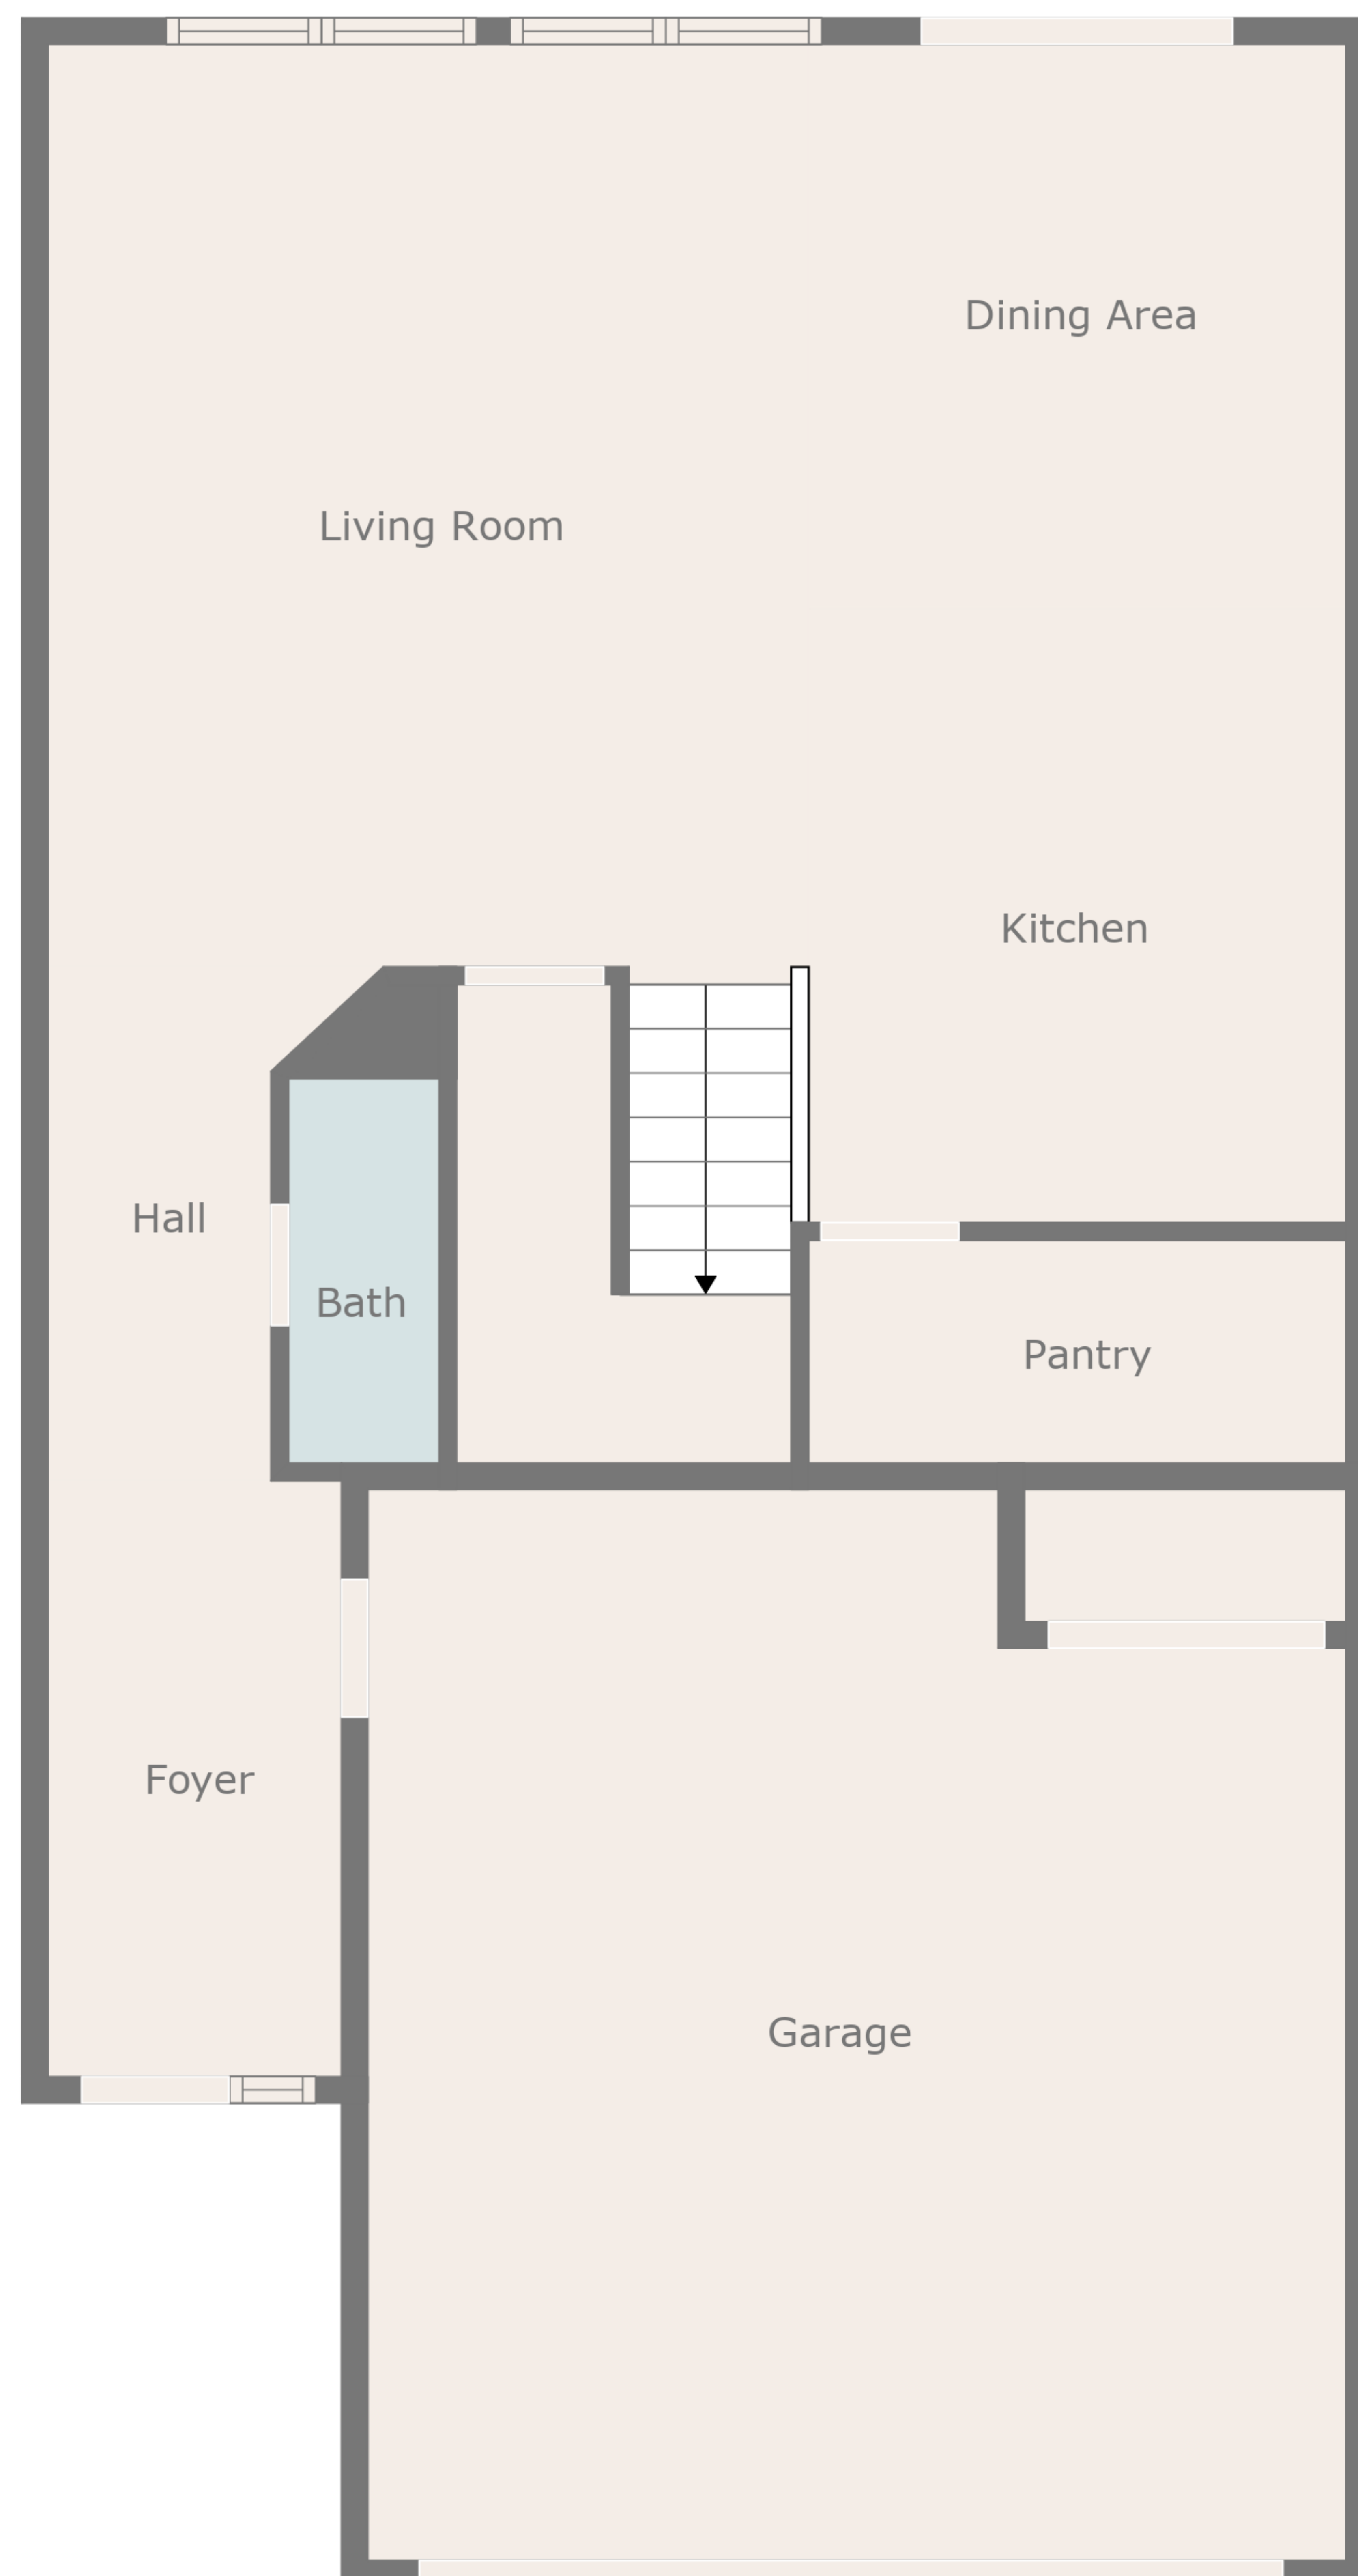 Dining Area
Living Room
Kitchen
Hall
Bath
Pantry
Foyer
Garage